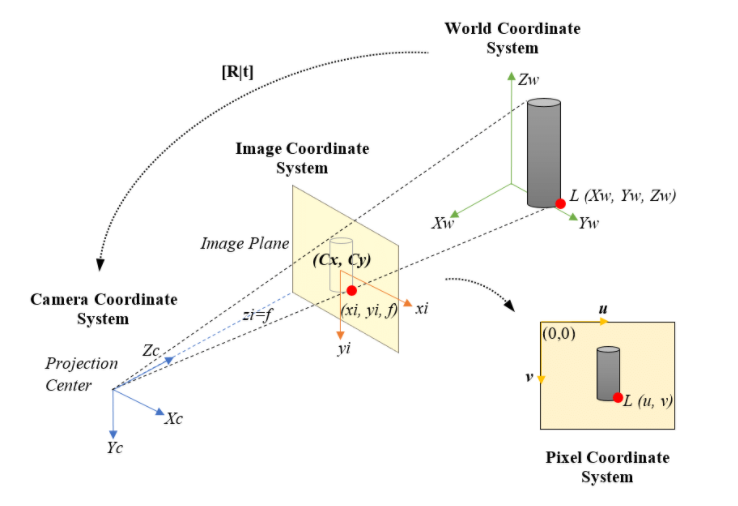 World Coordinate
System
Zw
[R|t]
Image Coordinate
System
L (Xw, Yw, Zw)
Xw
Yw
Image Plane
(Cx, Cy)
Camera Coordinate
System
zi=f
(xi, yi, f)
xi
yi
u
(0,0)
Zc
Projection
Center
v
L (u, v)
Xc
Yc
Pixel Coordinate
System